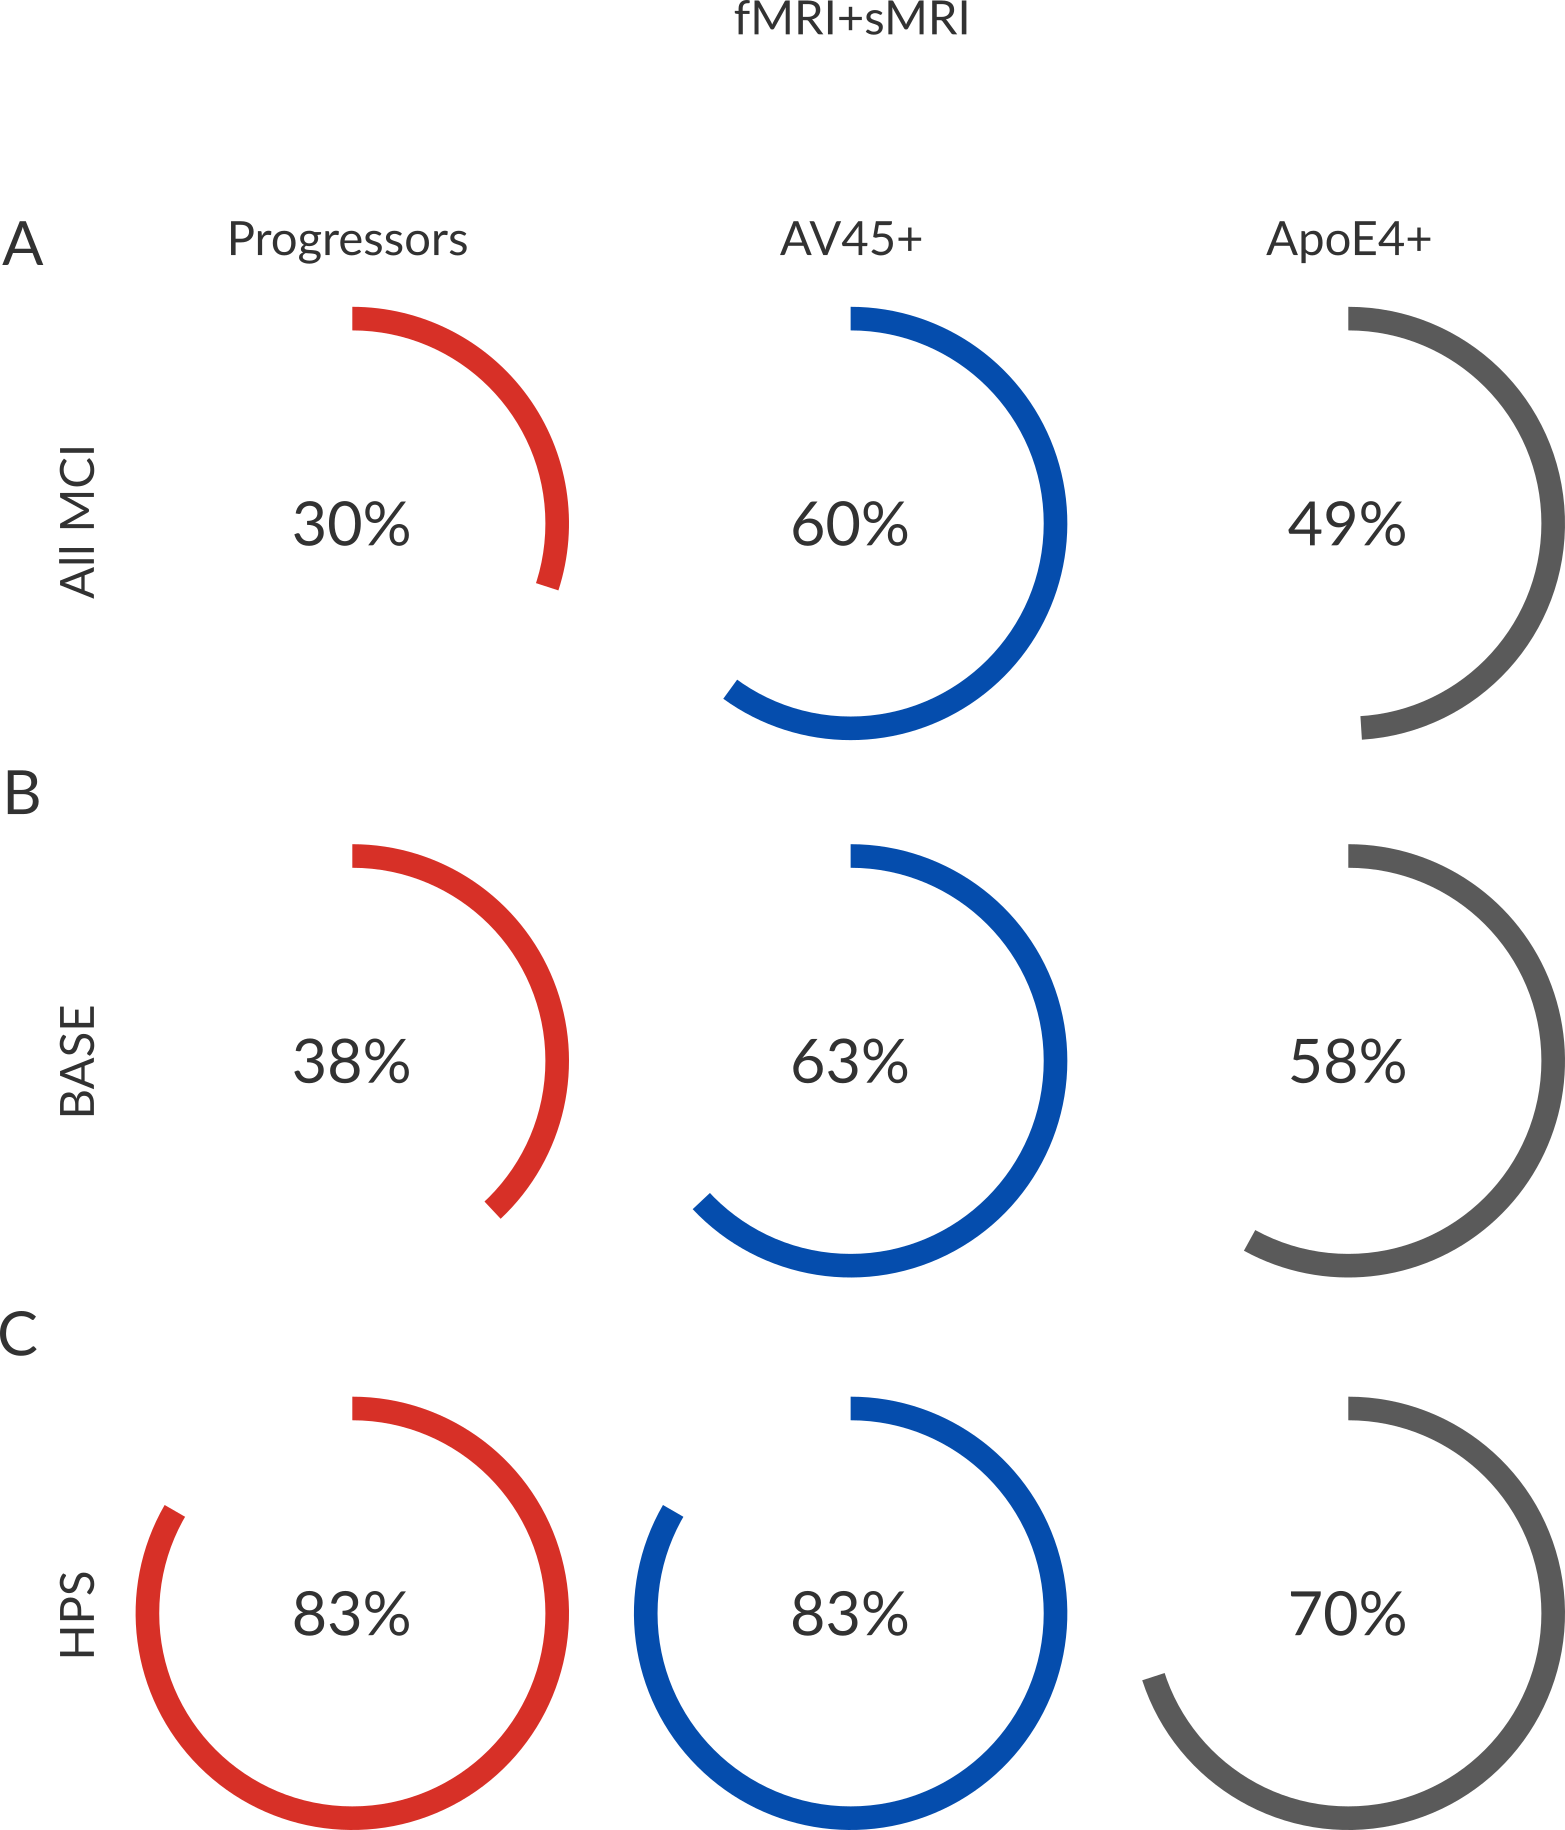 fMRI+sMRI
A
Progressors
AV45+
ApoE4+
All MCI
30%
60%
49%
B
BASE
38%
63%
58%
C
HPS
83%
83%
70%